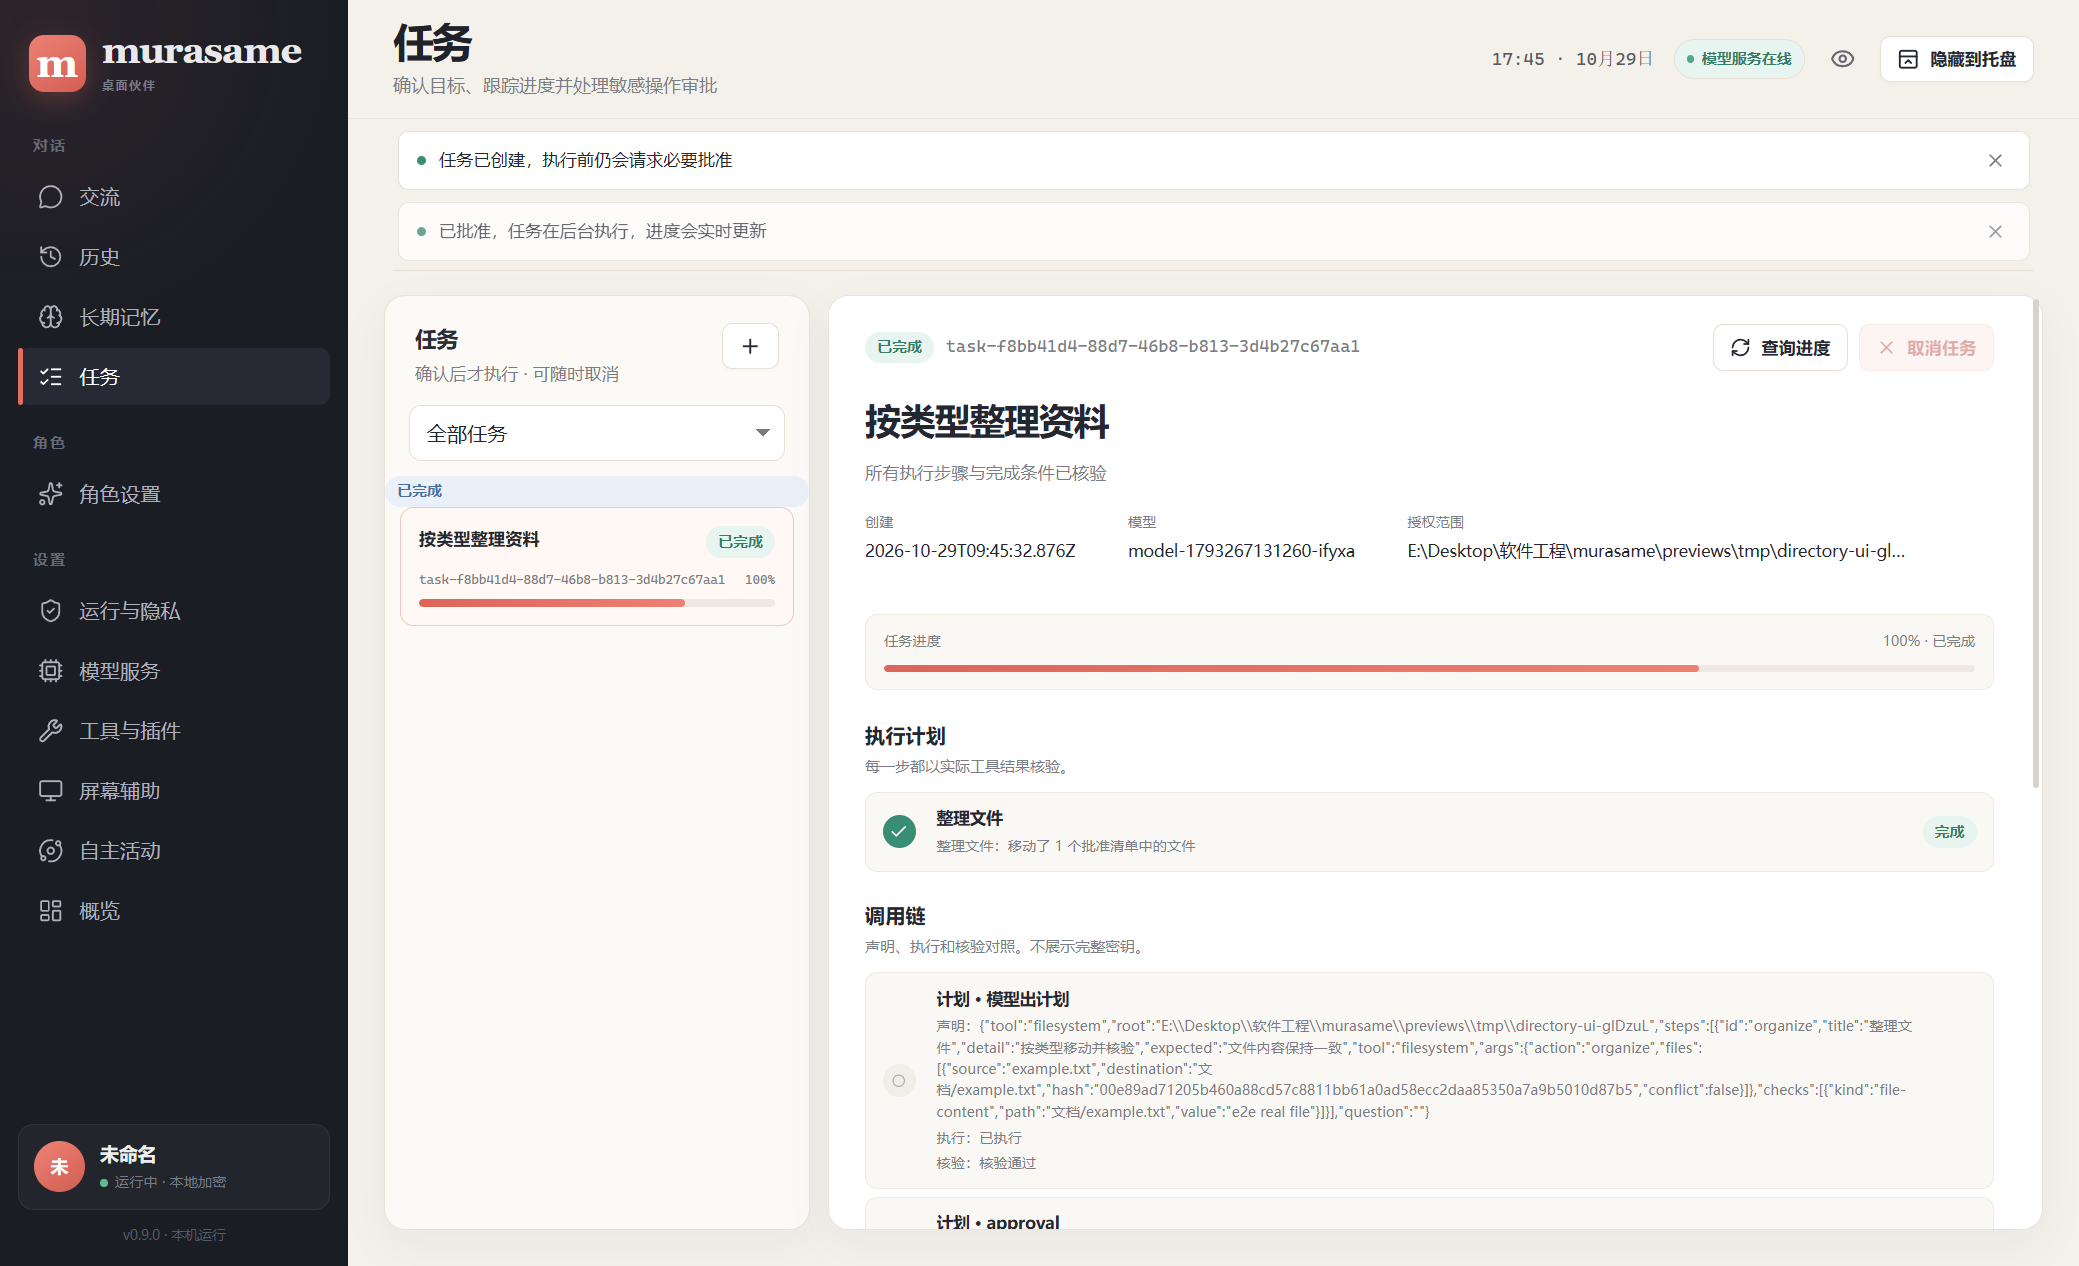 m
murasame
桌面伙伴
对话
交流
历史
长期记忆
任务
角色
角色设置
设置
运行与隐私
模型服务
工具与插件
屏幕辅助
自主活动
概览
未
未命名
运行中 · 本地加密
v0.9.0 · 本机运行
任务
确认目标、跟踪进度并处理敏感操作审批
17:45 · 10月29日
模型服务在线
隐藏到托盘
任务已创建，执行前仍会请求必要批准
已批准，任务在后台执行，进度会实时更新
任务
确认后才执行 · 可随时取消
全部任务
已完成
按类型整理资料
已完成
task-f8bb41d4-88d7-46b8-b813-3d4b27c67aa1 100%
已完成 task-f8bb41d4-88d7-46b8-b813-3d4b27c67aa1
查询进度
取消任务
按类型整理资料
所有执行步骤与完成条件已核验
创建
2026-10-29T09:45:32.876Z
模型
model-1793267131260-ifyxa
授权范围
E:\Desktop\软件工程\murasame\previews\tmp\directory-ui-gl...
任务进度
100% · 已完成
执行计划
每一步都以实际工具结果核验。
整理文件
整理文件：移动了 1 个批准清单中的文件
完成
调用链
声明、执行和核验对照。不展示完整密钥。
计划 • 模型出计划
声明：{"tool":"filesystem","root":"E:\\Desktop\\软件工程\\murasame\\previews\\tmp\\directory-ui-glDzuL","steps":[{"id":"organize","title":"整理文
件","detail":"按类型移动并核验","expected":"文件内容保持一致","tool":"filesystem","args":{"action":"organize","files":
[{"source":"example.txt","destination":"文
档/example.txt","hash":"00e89ad71205b460a88cd57c8811bb61a0ad58ecc2daa85350a7a9b5010d87b5","conflict":false}]},"checks":[{"kind":"file-
content","path":"文档/example.txt","value":"e2e real file"}]}],"question":""}
执行：已执行
核验：核验通过
计划 • approval